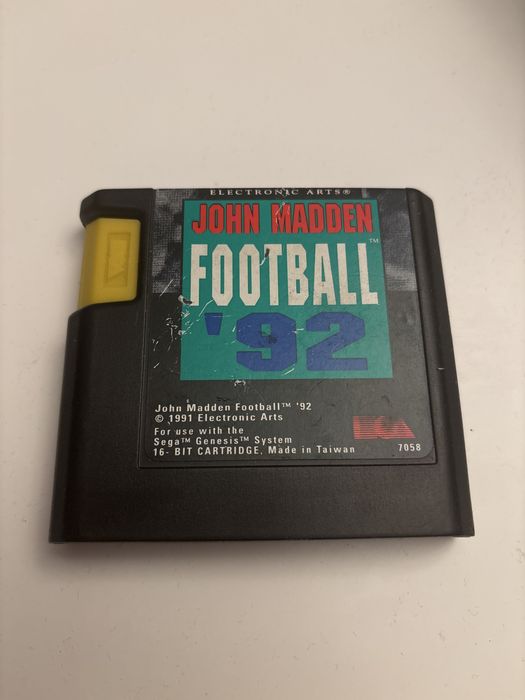 ELECTRONIC ARTS®
JOHN MADDEN
FOOTBALL™
'92
John Madden Football™ '92
© 1991 Electronic Arts
For use with the
Sega™ Genesis™ System
16- BIT CARTRIDGE, Made in Taiwan
EA
7058